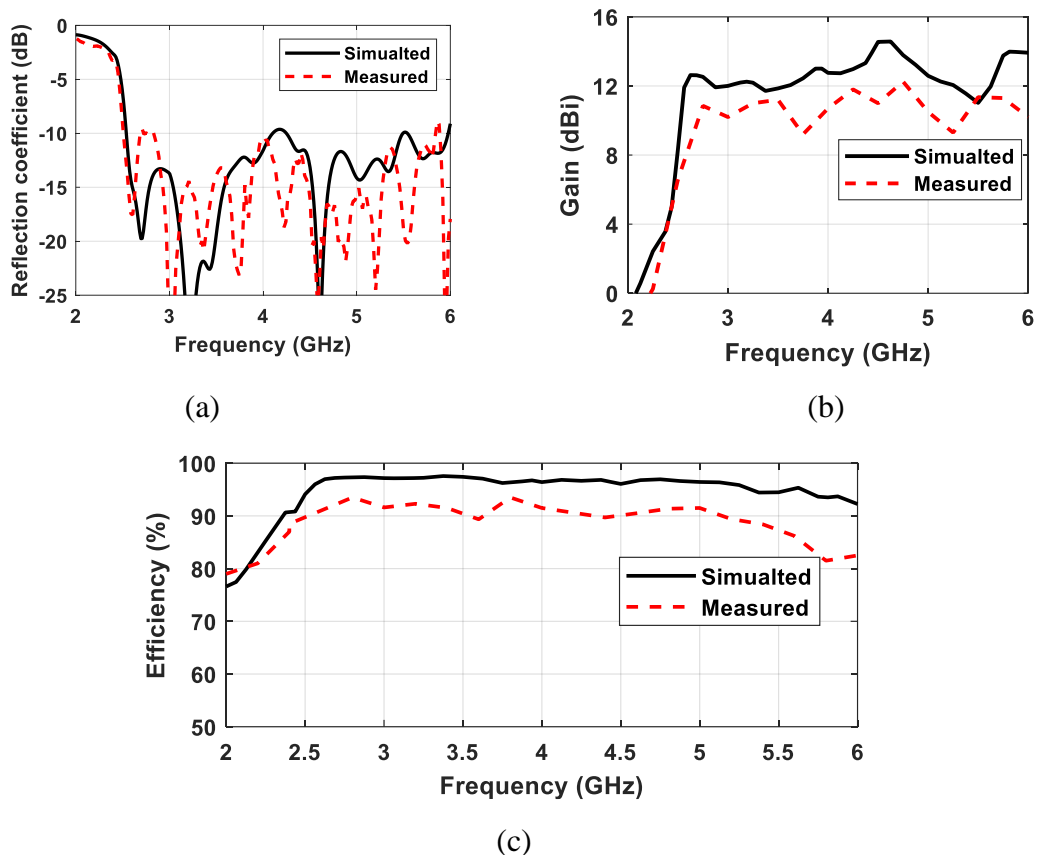 0
-5
-10
-15
-20
-25
2 3 4 5 6
Reflection coefficient (dB)
Frequency (GHz)
Simualted
Measured
(a)
16
12
8
4
0
2 3 4 5 6
Gain (dBi)
Frequency (GHz)
Simualted
Measured
(b)
100
90
80
70
60
50
2 2.5 3 3.5 4 4.5 5 5.5 6
Efficiency (%)
Frequency (GHz)
Simualted
Measured
(c)